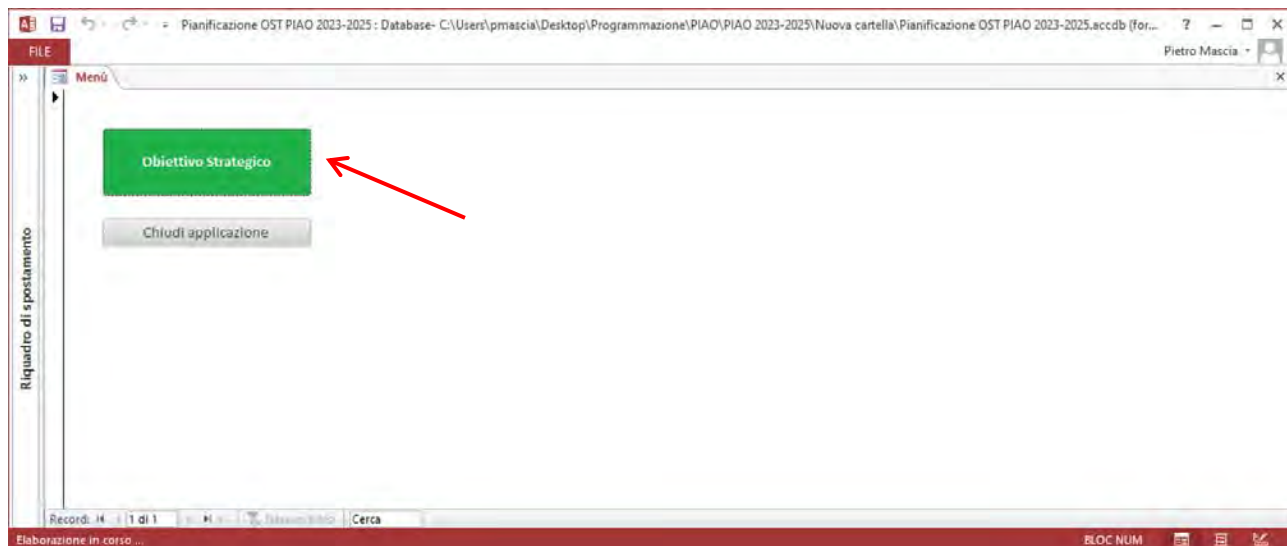 Pianificazione OST PIAO 2023-2025 : Database- C:\Users\pmascia\Desktop\Programmazione\PIAO\PIAO 2023-2025\Nuova cartella\Pianificazione OST PIAO 2023-2025.accdb (for... ?
FILE
Pietro Mascia
Menù
Obiettivo Strategico
Chiudi applicazione
Riquadro di spostamento
Record: 1 di 1 Nessun filtro Cerca
Elaborazione in corso ...
BLOC NUM